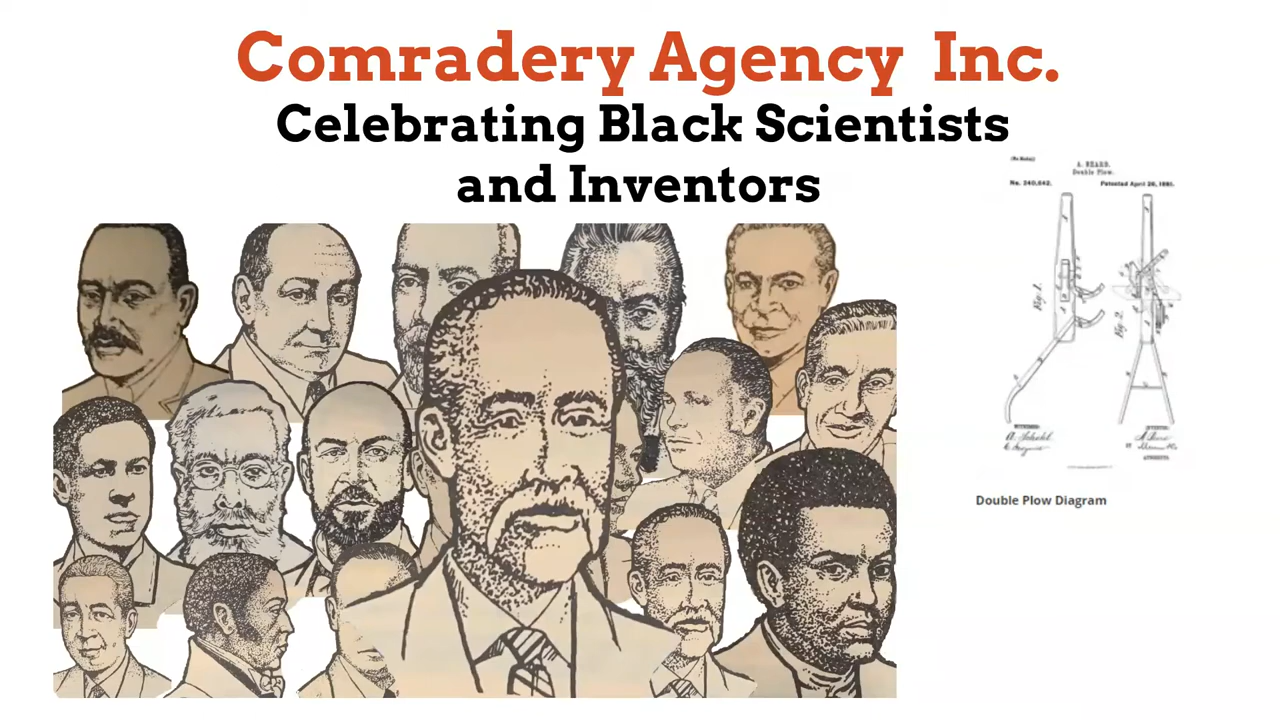 Comradery Agency Inc.
Celebrating Black Scientists
and Inventors
A. BEARD.
Double Plow.
No. 240,642.
Patented April 26, 1881.
Fig. 1.
Fig. 2.
Double Plow Diagram